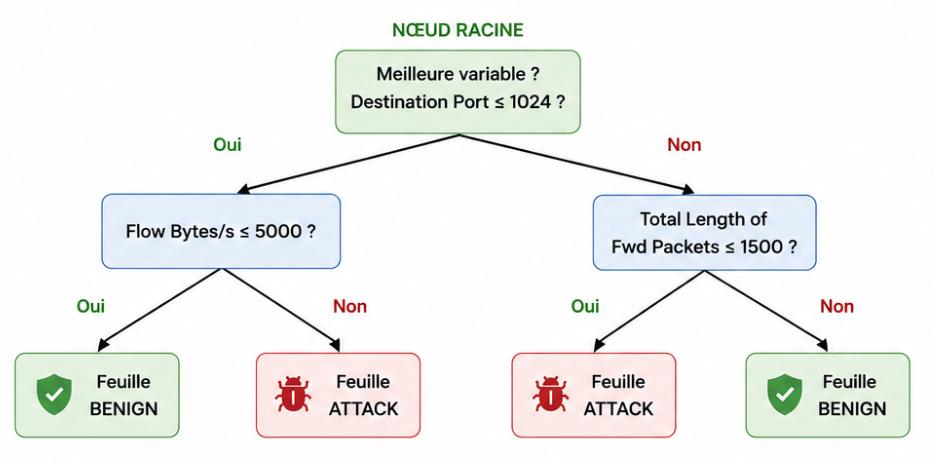 NŒUD RACINE
Meilleure variable ?
Destination Port ≤ 1024 ?
Oui
Non
Flow Bytes/s ≤ 5000 ?
Total Length of
Fwd Packets ≤ 1500 ?
Oui
Non
Oui
Non
Feuille
BENIGN
Feuille
ATTACK
Feuille
ATTACK
Feuille
BENIGN